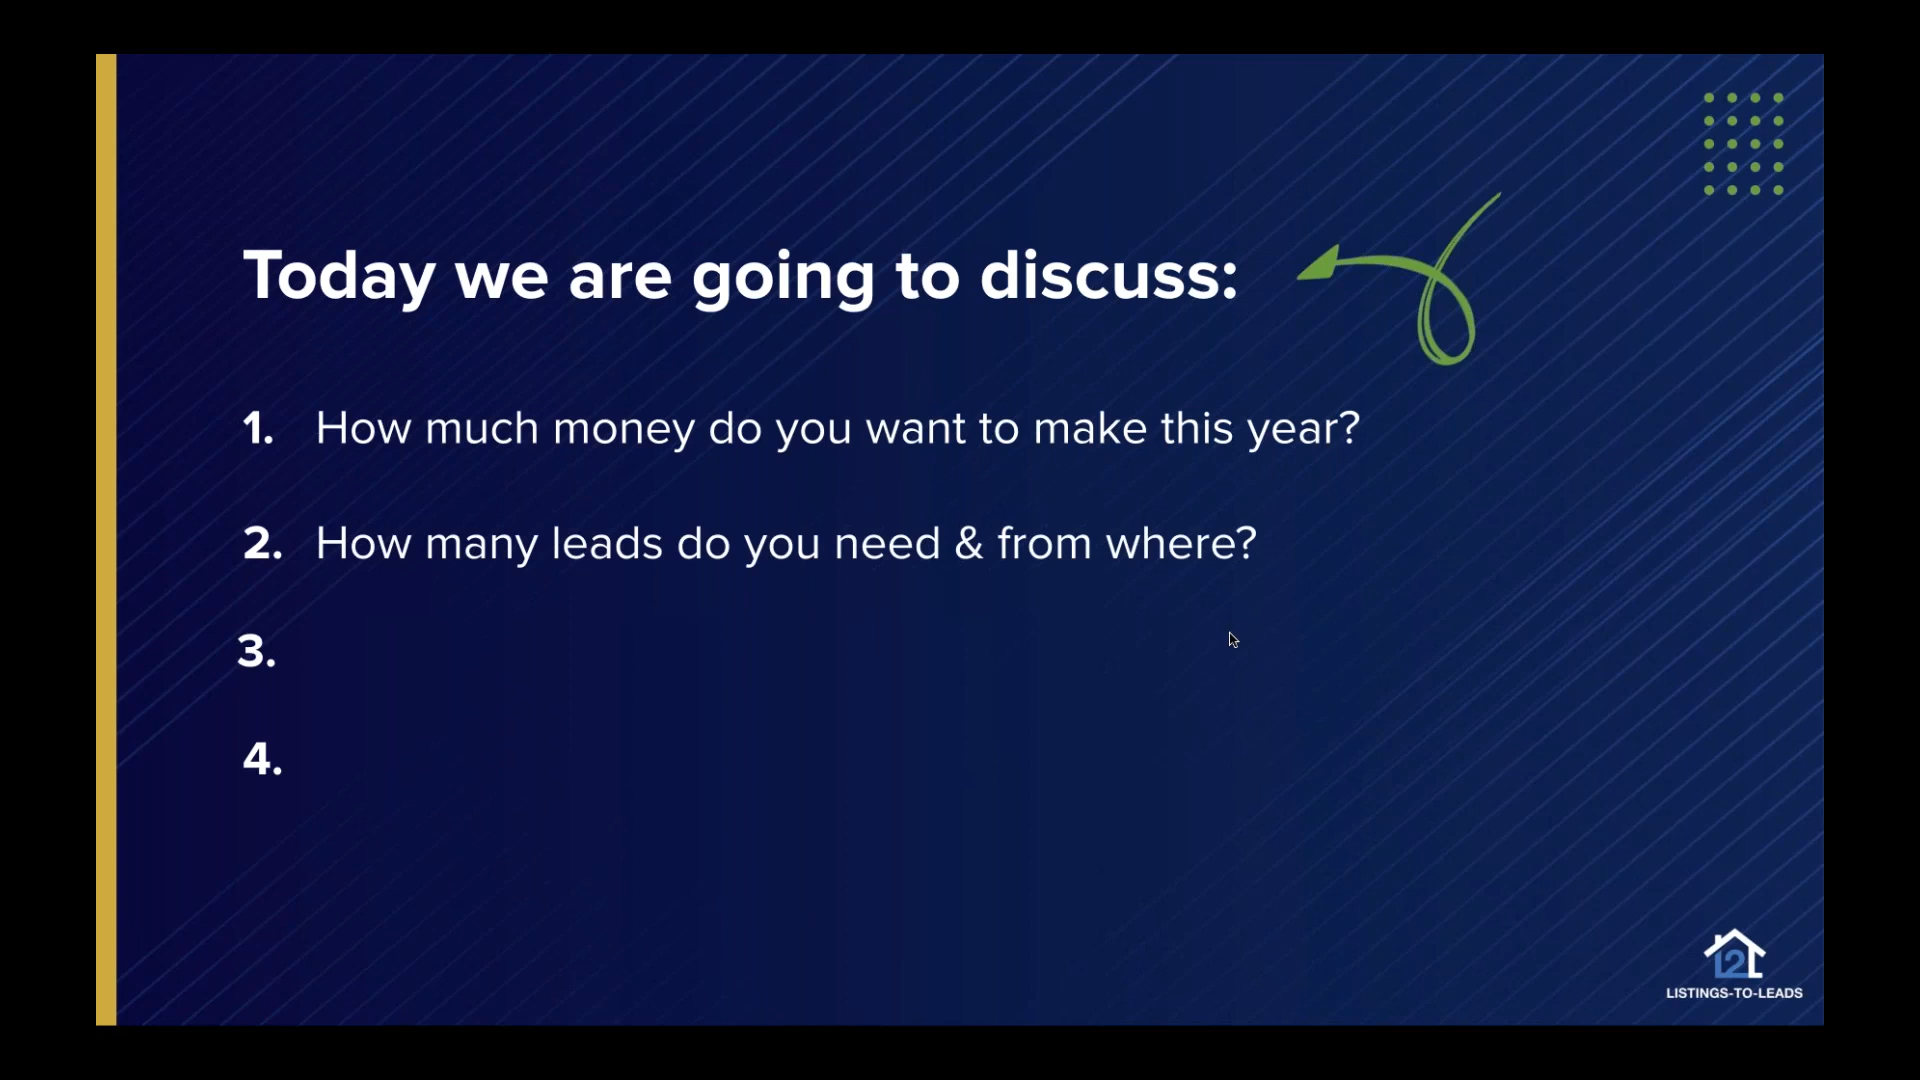 Today we are going to discuss:
1. How much money do you want to make this year?
2. How many leads do you need & from where?
3.
4.
L2L
LISTINGS-TO-LEADS